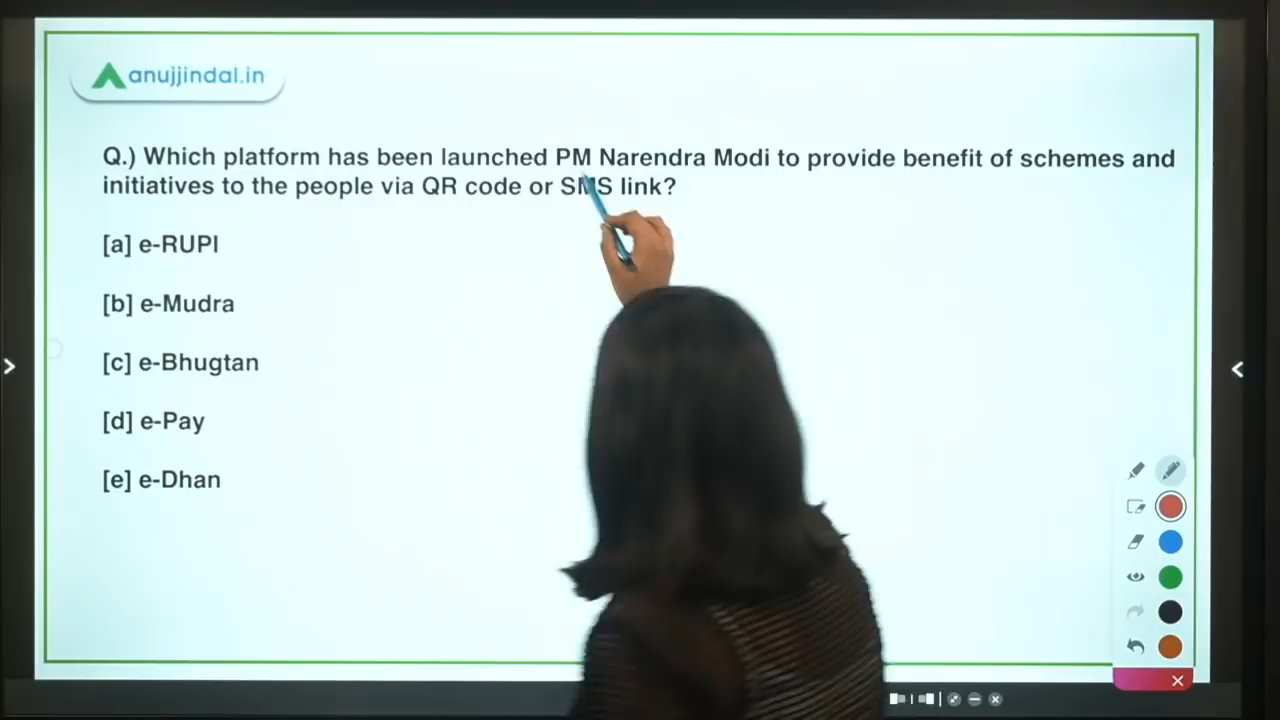 anujjindal.in
Q.) Which platform has been launched PM Narendra Modi to provide benefit of schemes and
initiatives to the people via QR code or SMS link?
[a] e-RUPI
[b] e-Mudra
[c] e-Bhugtan
[d] e-Pay
[e] e-Dhan